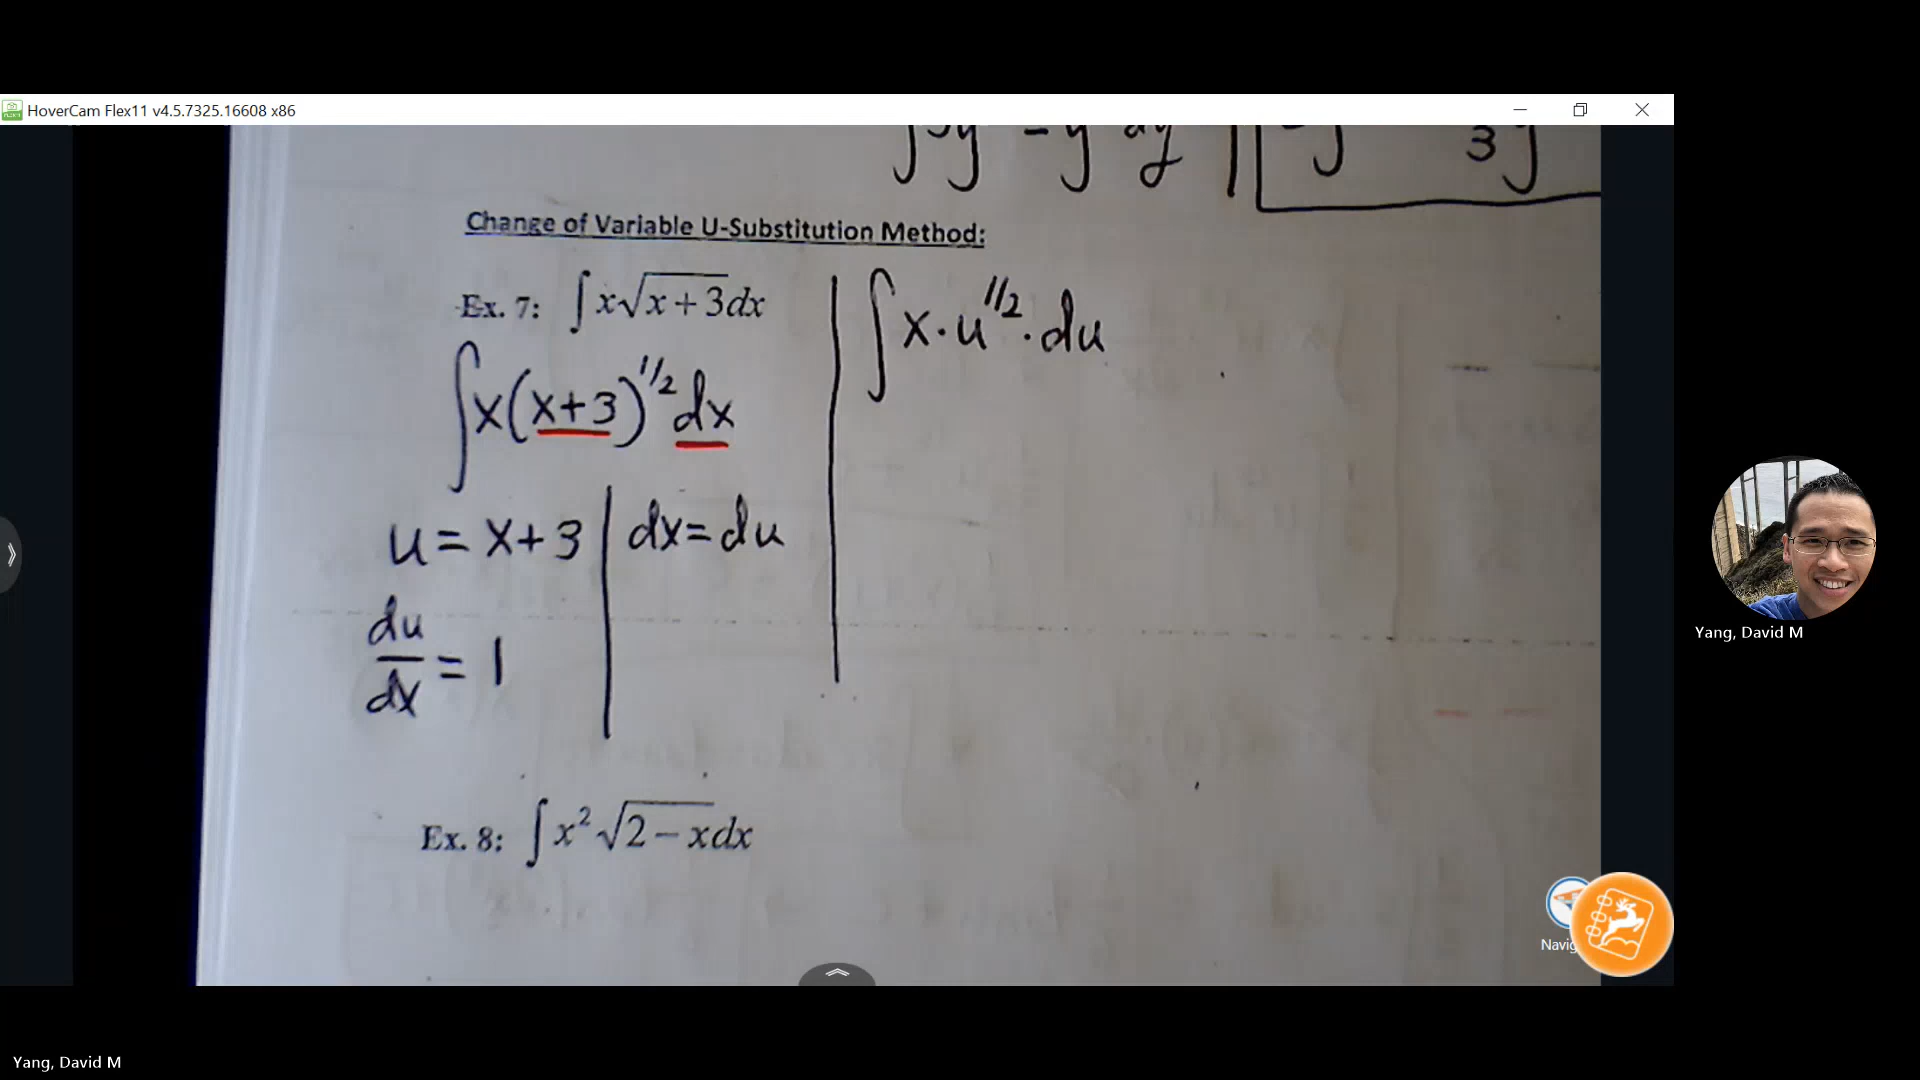 HoverCam Flex11 v4.5.7325.16608 x86
Change of Variable U-Substitution Method:
Ex. 7: ∫x√(x+3)dx
∫x(x+3)^{1/2}dx
u=x+3
du/dx=1
dx=du
∫x·u^{1/2}·du
Ex. 8: ∫x²√(2−x)dx
Navig
Yang, David M
Yang, David M